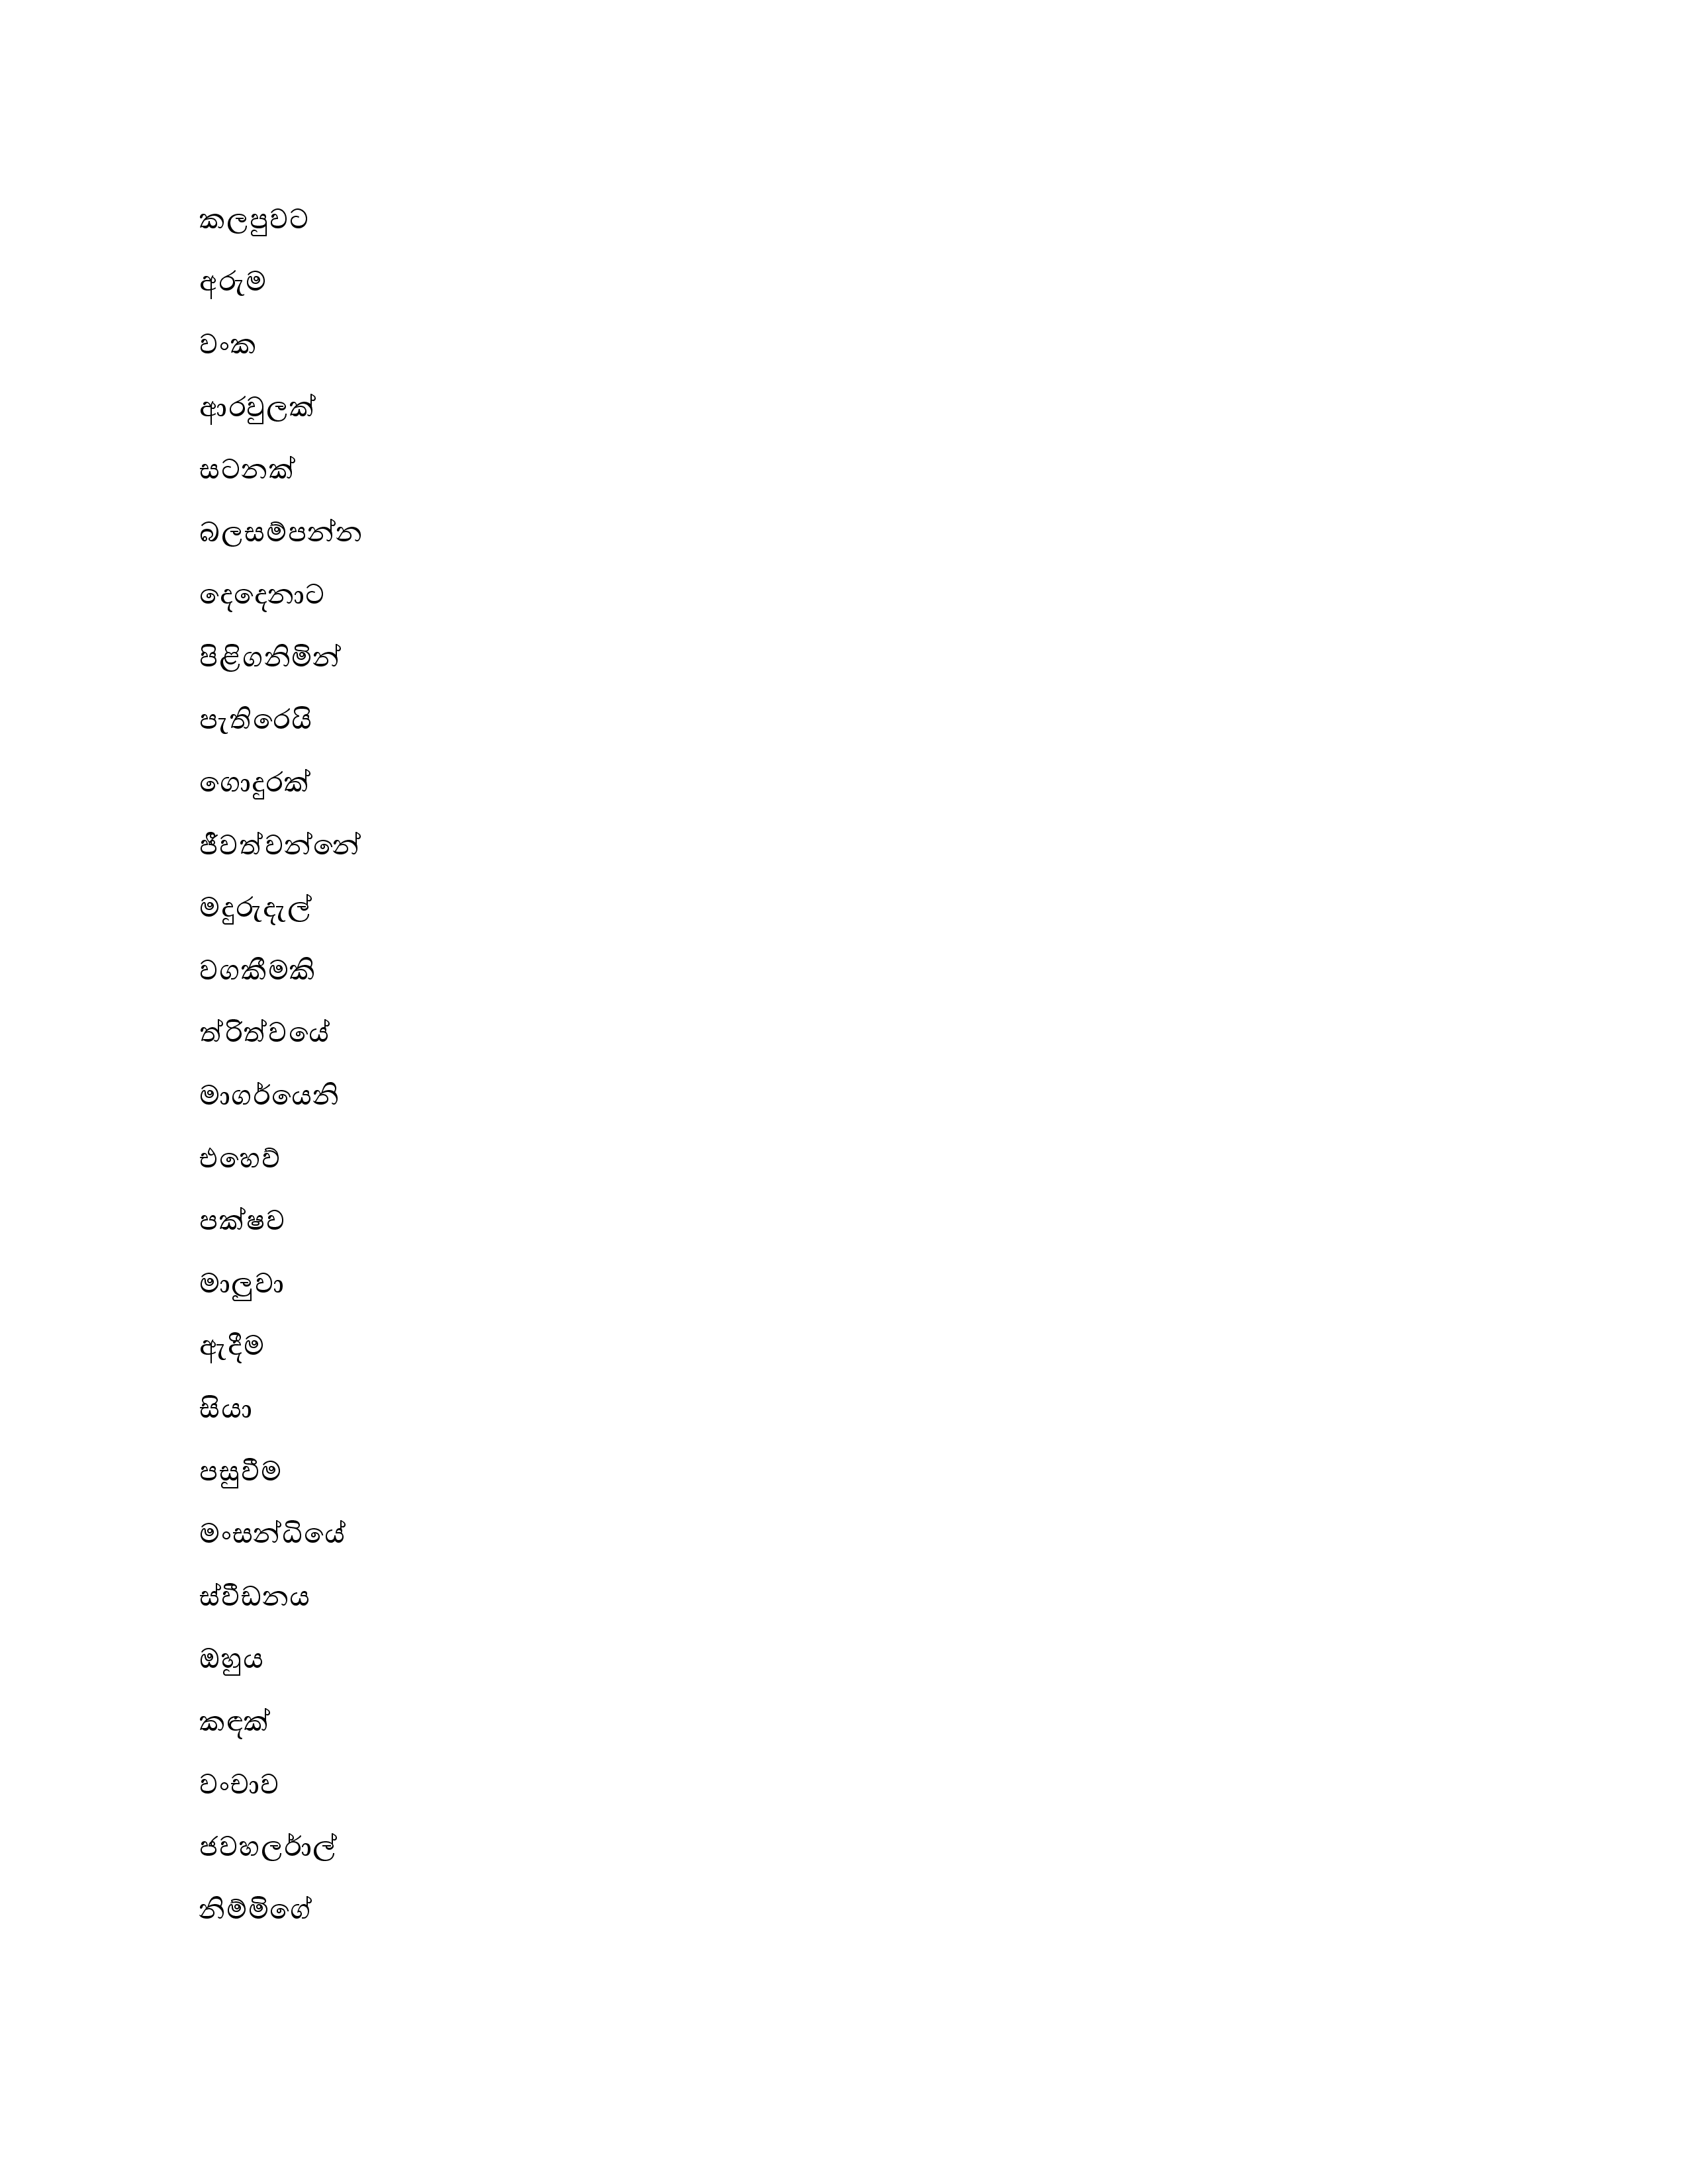 කලපුවට
අරුම
වංක
ආරවුලක්
සටනක්
බලසම්පන්න
දෙදෙනාට
පිළිගනිමින්
පැතිරෙයි
ගොදුරක්
ජීවත්වන්නේ
මදුරුදැල්
වගකීමකි
ත්රිත්වයේ
මාගර්යෙනි
එහෙව්
පක්ෂව
මාලුවා
ඇදීම
සියා
පසුවීම
මංසන්ධියේ
ස්වීඩනය
ඔහුය
කඳක්
වංචාව
ජවහර්ලාල්
නිම්මිගේ